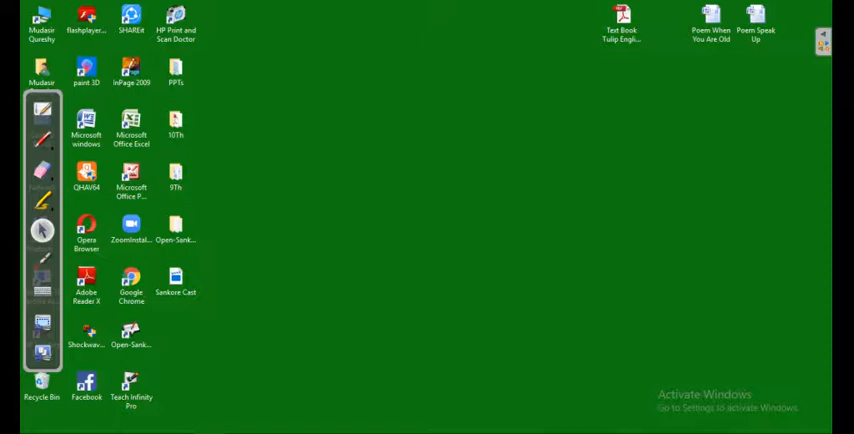 Mudasir
Qureshy
flashplayer...
SHAREit
HP Print and
Scan Doctor
Text Book
Tulip Engli...
Poem When
You Are Old
Poem Speak
Up
Mudasir
paint 3D
InPage 2009
PPTs
Microsoft
windows
Microsoft
Office Excel
10Th
QHAV64
Microsoft
Office P...
9Th
Opera
Browser
ZoomInstal...
Open-Sank...
Adobe
Reader X
Google
Chrome
Sankore Cast
Shockwav...
Open-Sank...
Recycle Bin
Facebook
Teach Infinity
Pro
Activate Windows
Go to Settings to activate Windows.